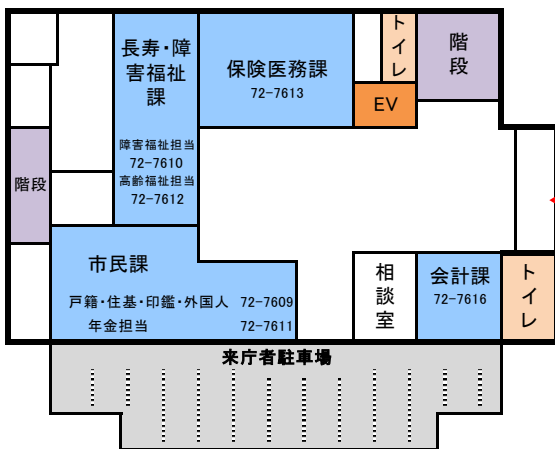 長寿・障
害福祉
課
障害福祉担当
72-7610
高齢福祉担当
72-7612
保険医務課
72-7613
トイレ
EV
階段
階段
市民課
戸籍・住基・印鑑・外国人 72-7609
年金担当 72-7611
相談室
会計課
72-7616
トイレ
来庁者駐車場